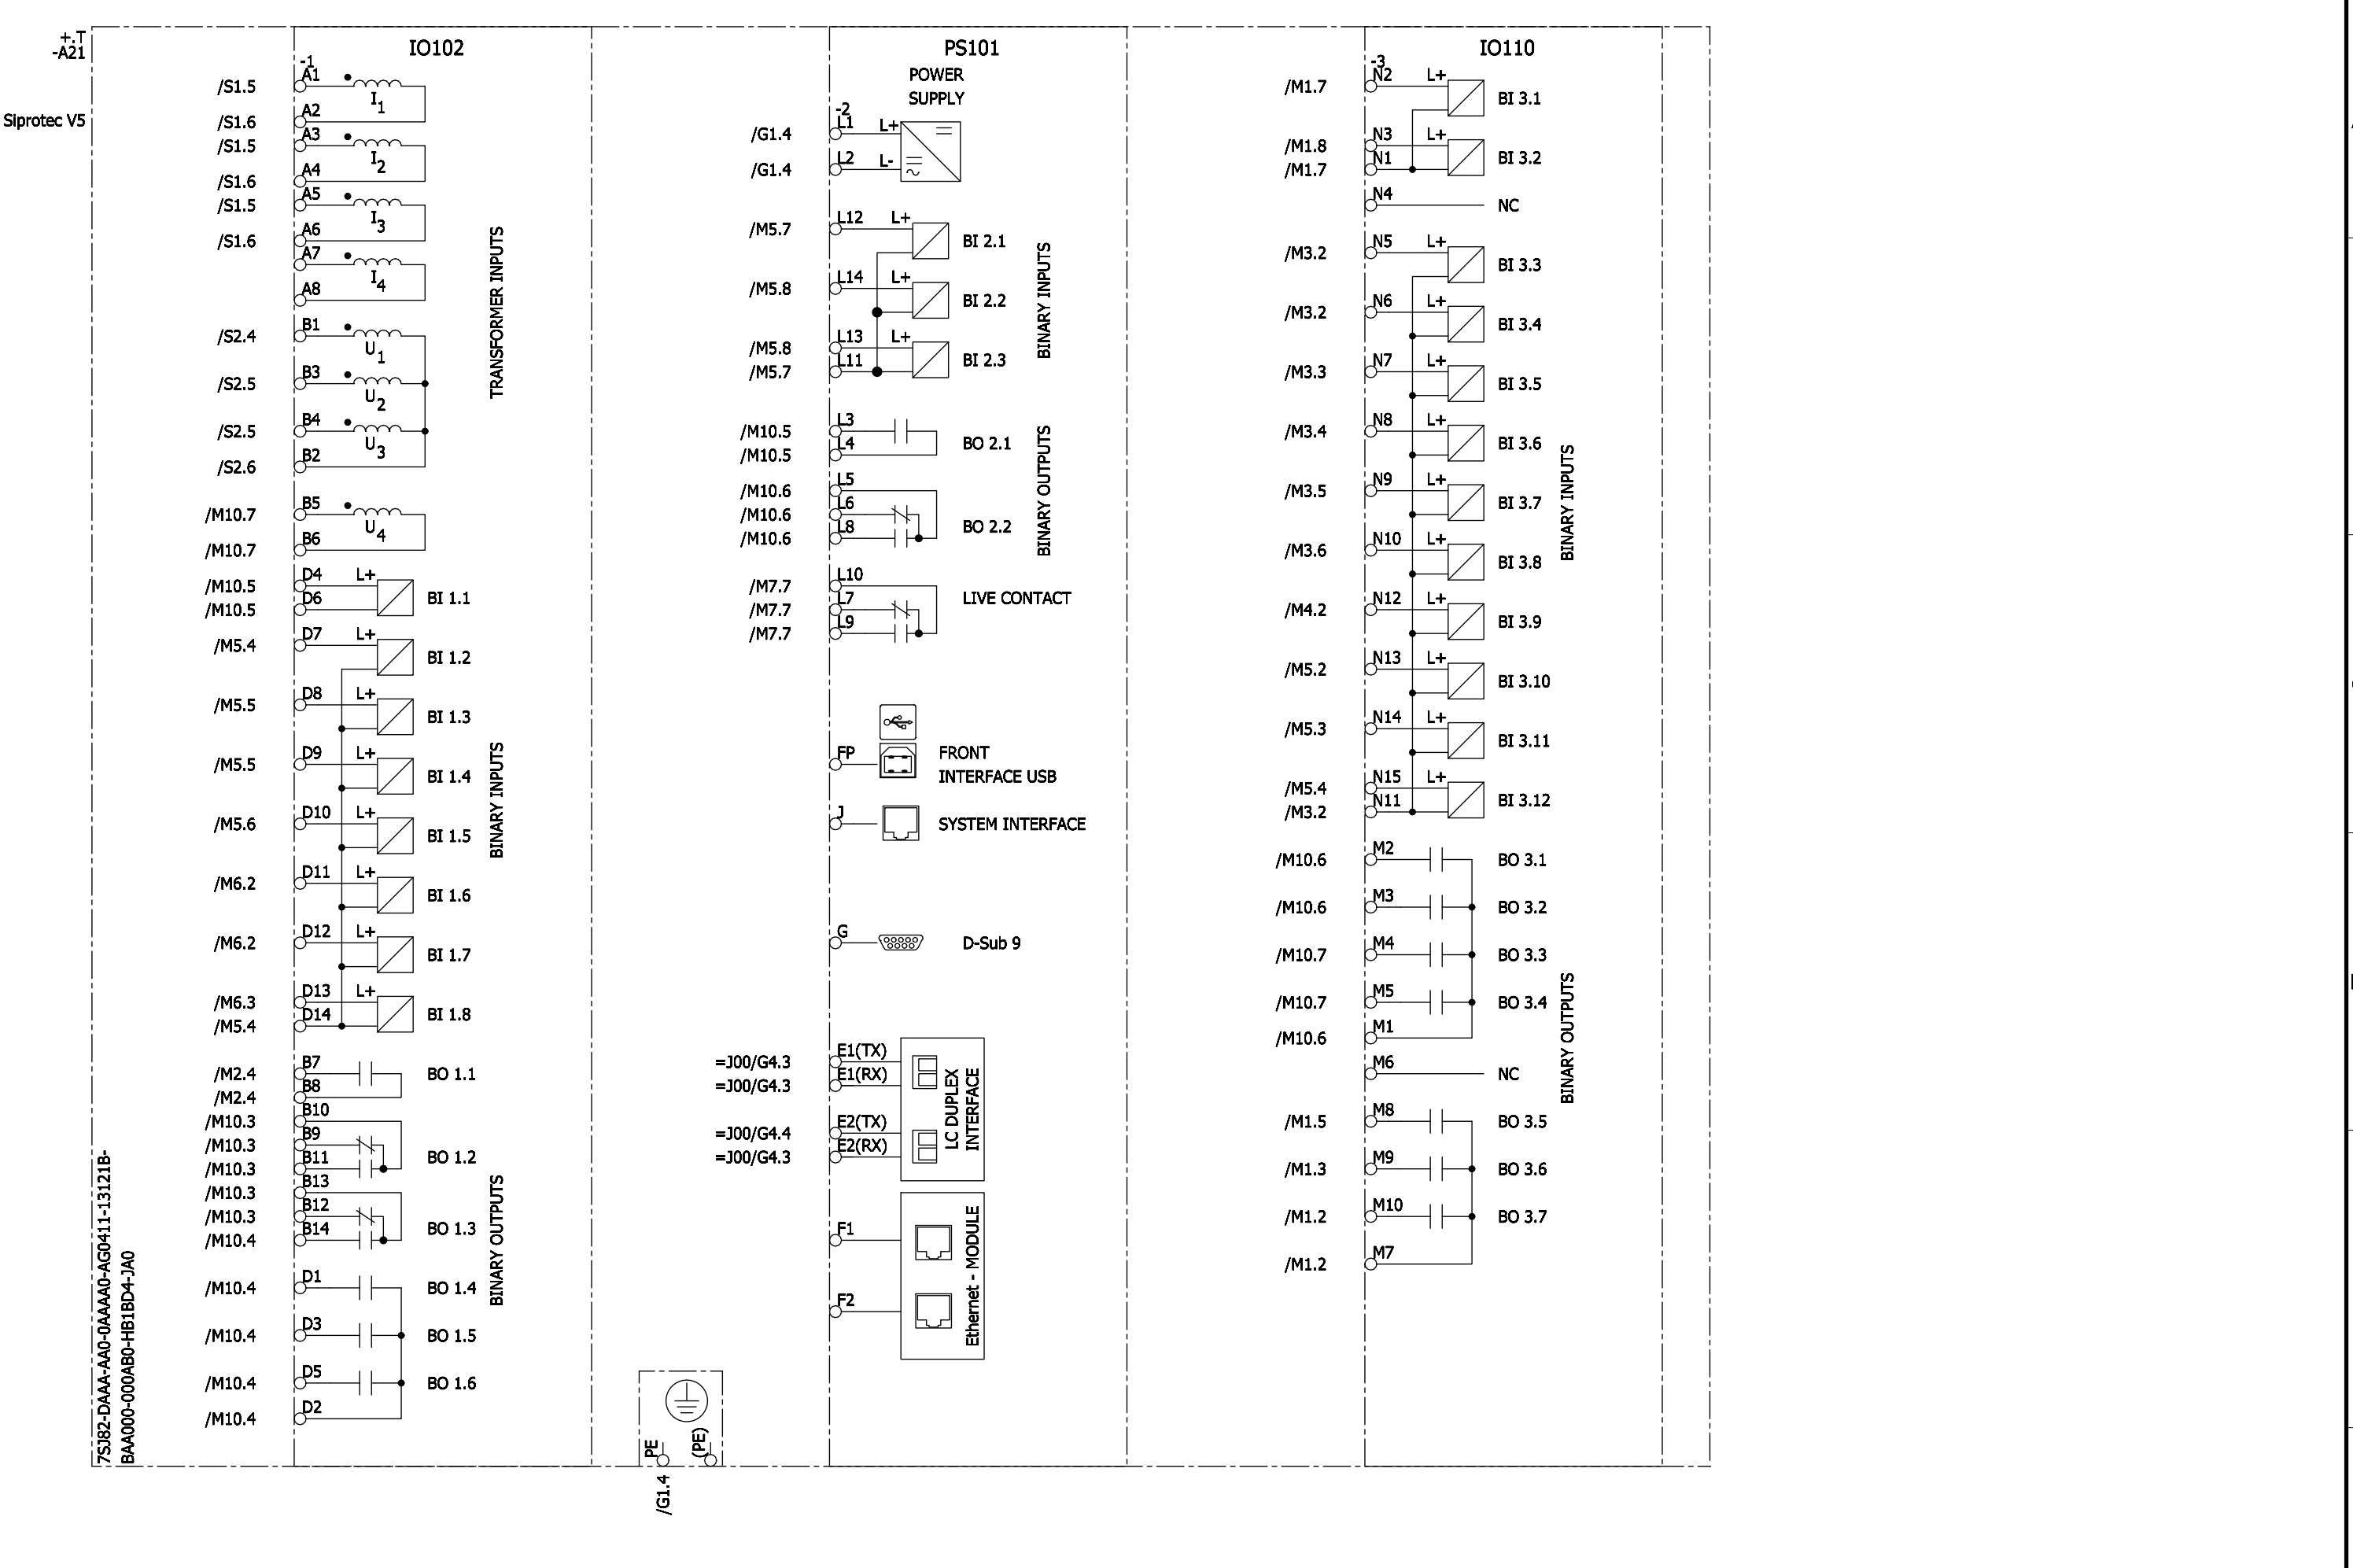 +.T
-A21
Siprotec V5
7SJ82-DAAA-AA0-0AAAA0-AG0411-13121B-
BAA000-000AB0-HB1BD4-JA0
IO102
-1
/S1.5 A1
I1
/S1.6 A2
/S1.5 A3
I2
/S1.6 A4
/S1.5 A5
I3
/S1.6 A6
A7
I4
A8
TRANSFORMER INPUTS
/S2.4 B1
U1
/S2.5 B3
U2
/S2.5 B4
U3
/S2.6 B2
/M10.7 B5
U4
/M10.7 B6
/M10.5 D4 L+
BI 1.1
/M10.5 D6
/M5.4 D7 L+
BI 1.2
/M5.5 D8 L+
BI 1.3
/M5.5 D9 L+
BI 1.4
/M5.6 D10 L+
BI 1.5
BINARY INPUTS
/M6.2 D11 L+
BI 1.6
/M6.2 D12 L+
BI 1.7
/M6.3 D13 L+
BI 1.8
/M5.4 D14
/M2.4 B7
BO 1.1
/M2.4 B8
/M10.3 B10
/M10.3 B9
BO 1.2
/M10.3 B11
/M10.3 B13
/M10.3 B12
BO 1.3
/M10.4 B14
BINARY OUTPUTS
/M10.4 D1
BO 1.4
/M10.4 D3
BO 1.5
/M10.4 D5
BO 1.6
/M10.4 D2
PE
(PE)
/G1.4
PS101
POWER
SUPPLY
-2
/G1.4 L1 L+
/G1.4 L2 L-
/M5.7 L12 L+
BI 2.1
/M5.8 L14 L+
BI 2.2
/M5.8 L13 L+
BI 2.3
/M5.7 L11
BINARY INPUTS
/M10.5 L3
BO 2.1
/M10.5 L4
/M10.6 L5
/M10.6 L6
BO 2.2
/M10.6 L8
BINARY OUTPUTS
/M7.7 L10
LIVE CONTACT
/M7.7 L7
/M7.7 L9
FP
FRONT
INTERFACE USB
J
SYSTEM INTERFACE
G
D-Sub 9
=J00/G4.3 E1(TX)
=J00/G4.3 E1(RX)
=J00/G4.4 E2(TX)
=J00/G4.3 E2(RX)
LC DUPLEX
INTERFACE
F1
F2
Ethernet - MODULE
IO110
-3
/M1.7 N2 L+
BI 3.1
/M1.8 N3 L+
BI 3.2
/M1.7 N1
N4
NC
/M3.2 N5 L+
BI 3.3
/M3.2 N6 L+
BI 3.4
/M3.3 N7 L+
BI 3.5
/M3.4 N8 L+
BI 3.6
/M3.5 N9 L+
BI 3.7
BINARY INPUTS
/M3.6 N10 L+
BI 3.8
/M4.2 N12 L+
BI 3.9
/M5.2 N13 L+
BI 3.10
/M5.3 N14 L+
BI 3.11
/M5.4 N15 L+
BI 3.12
/M3.2 N11
/M10.6 M2
BO 3.1
/M10.6 M3
BO 3.2
/M10.7 M4
BO 3.3
/M10.7 M5
BO 3.4
/M10.6 M1
BINARY OUTPUTS
M6
NC
/M1.5 M8
BO 3.5
/M1.3 M9
BO 3.6
/M1.2 M10
BO 3.7
/M1.2 M7